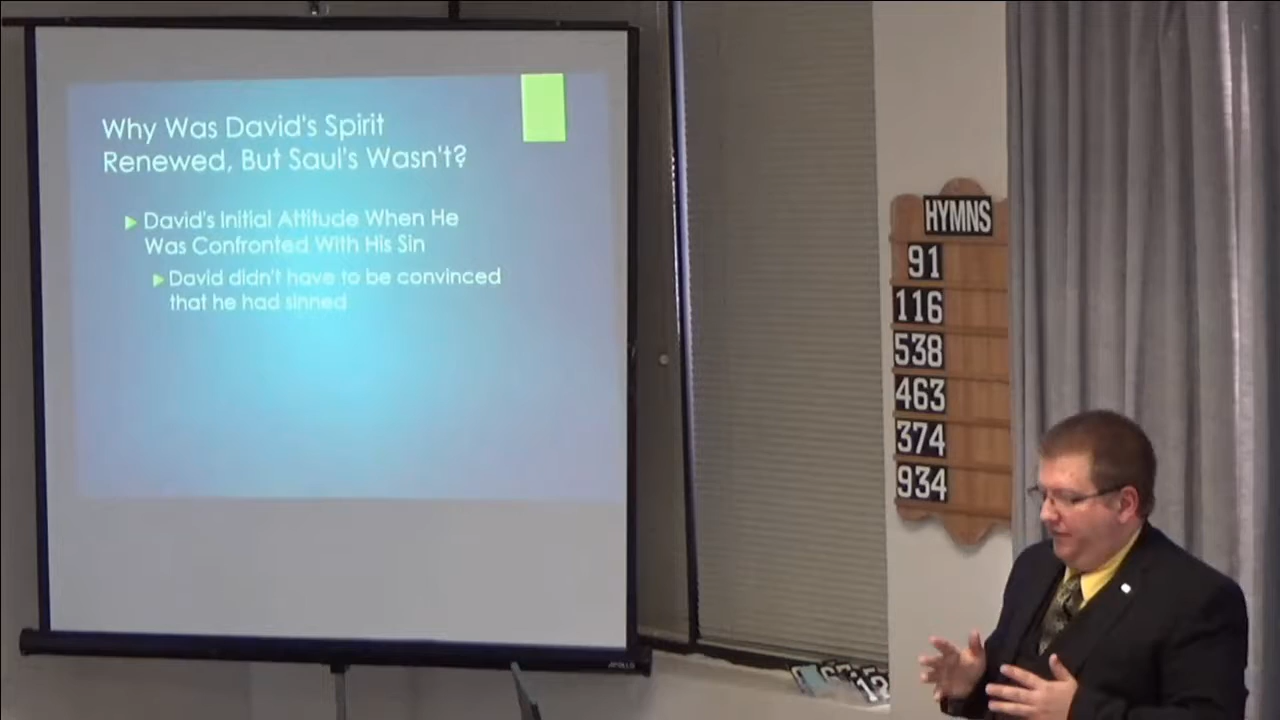 Why Was David's Spirit
Renewed, But Saul's Wasn't?
David's Initial Attitude When He
Was Confronted With His Sin
David didn't have to be convinced
that he had sinned
HYMNS
91
116
538
463
374
934
APOLLO